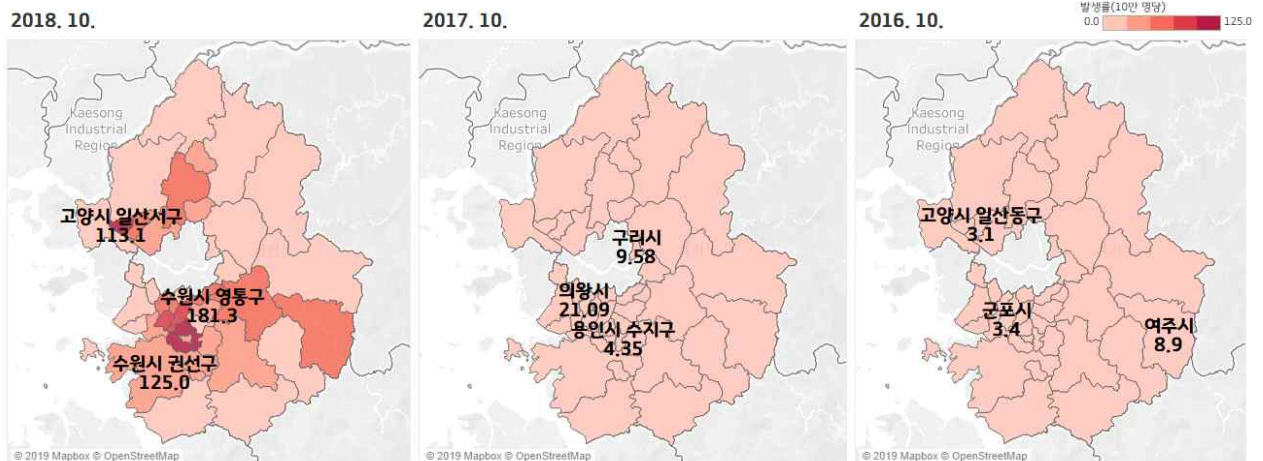 2018. 10.
2017. 10.
2016. 10.
발생률(10만 명당)
0.0
125.0
Kaesong
Industrial
Region
고양시 일산서구
113.1
수원시 영통구
181.3
수원시 권선구
125.0
© 2019 Mapbox © OpenStreetMap
Kaesong
Industrial
Region
구리시
9.58
의왕시
21.09
용인시 수지구
4.35
© 2019 Mapbox © OpenStreetMap
Kaesong
Industrial
Region
고양시 일산동구
3.1
군포시
3.4
여주시
8.9
© 2019 Mapbox © OpenStreetMap